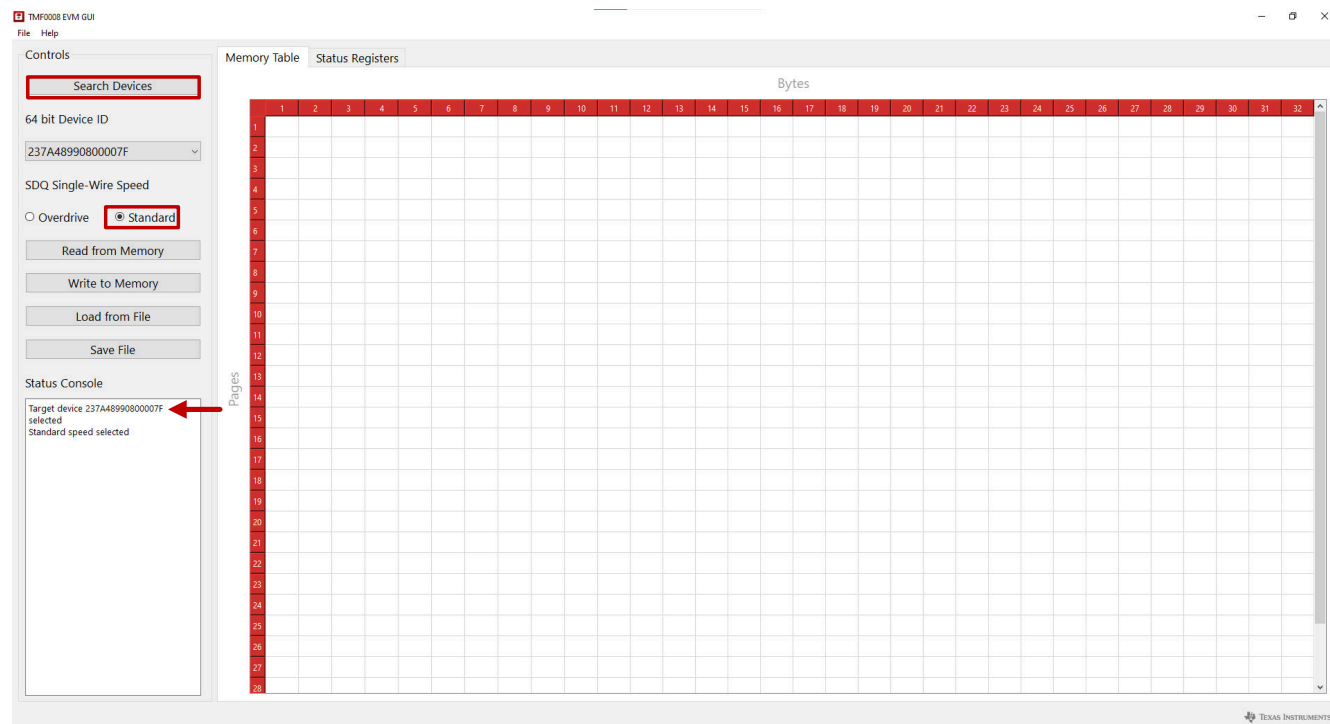 TMF0008 EVM GUI
File Help
Controls
Search Devices
64 bit Device ID
237A48990800007F
SDQ Single-Wire Speed
Overdrive Standard
Read from Memory
Write to Memory
Load from File
Save File
Status Console
Target device 237A48990800007F
selected
Standard speed selected
Memory Table Status Registers
Bytes
1 2 3 4 5 6 7 8 9 10 11 12 13 14 15 16 17 18 19 20 21 22 23 24 25 26 27 28 29 30 31 32
Pages
1
2
3
4
5
6
7
8
9
10
11
12
13
14
15
16
17
18
19
20
21
22
23
24
25
26
27
28
TEXAS INSTRUMENTS